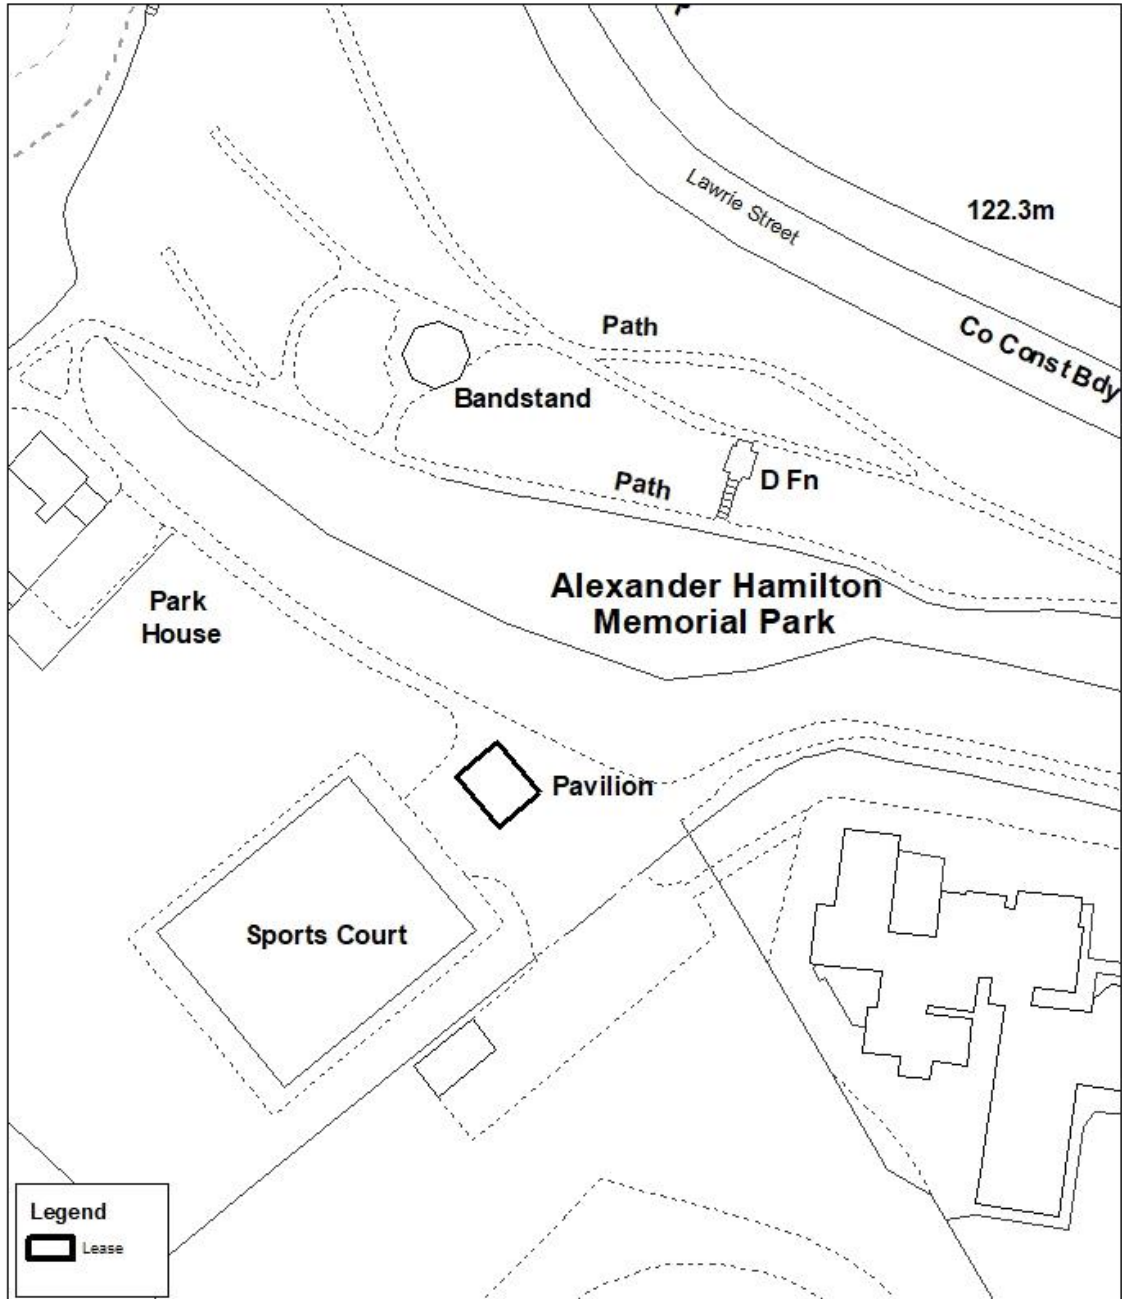 Lawrie Street
122.3m
Path
Co Const Bdy
Bandstand
Path
D Fn
Alexander Hamilton
Memorial Park
Park
House
Pavilion
Sports Court
Legend
Lease